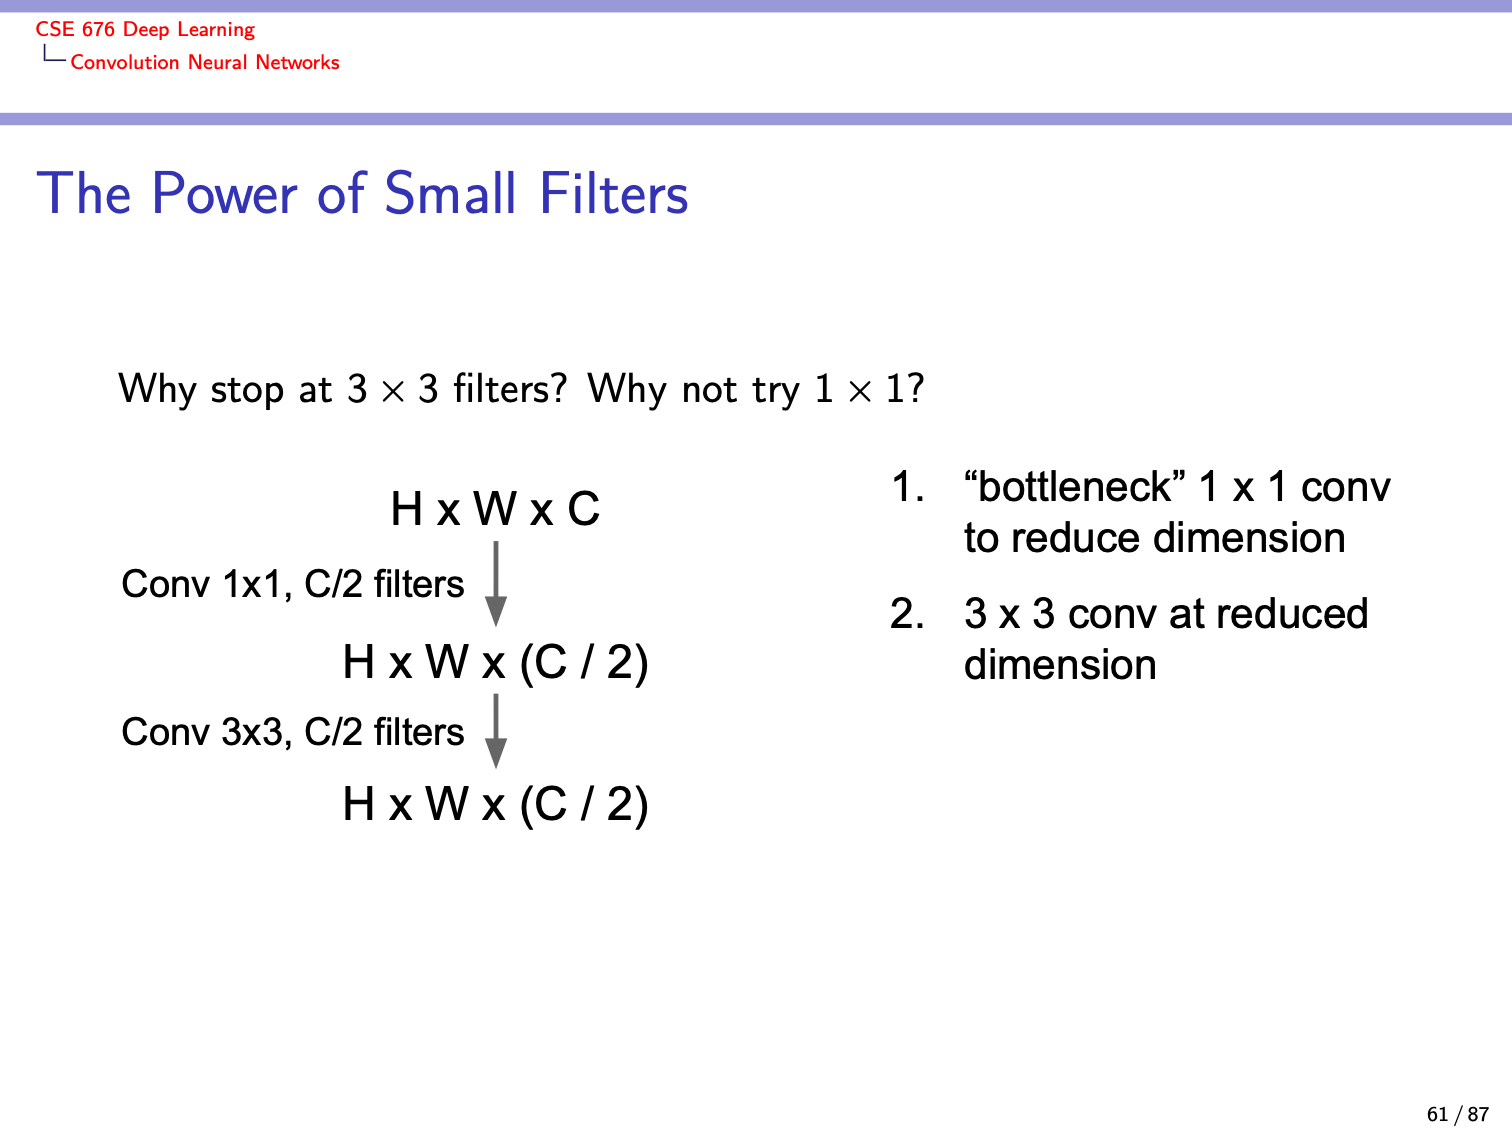 CSE 676 Deep Learning
Convolution Neural Networks
The Power of Small Filters
Why stop at 3 × 3 filters? Why not try 1 × 1?
H x W x C
Conv 1x1, C/2 filters
H x W x (C / 2)
Conv 3x3, C/2 filters
H x W x (C / 2)
1. “bottleneck” 1 x 1 conv
to reduce dimension
2. 3 x 3 conv at reduced
dimension
61 / 87